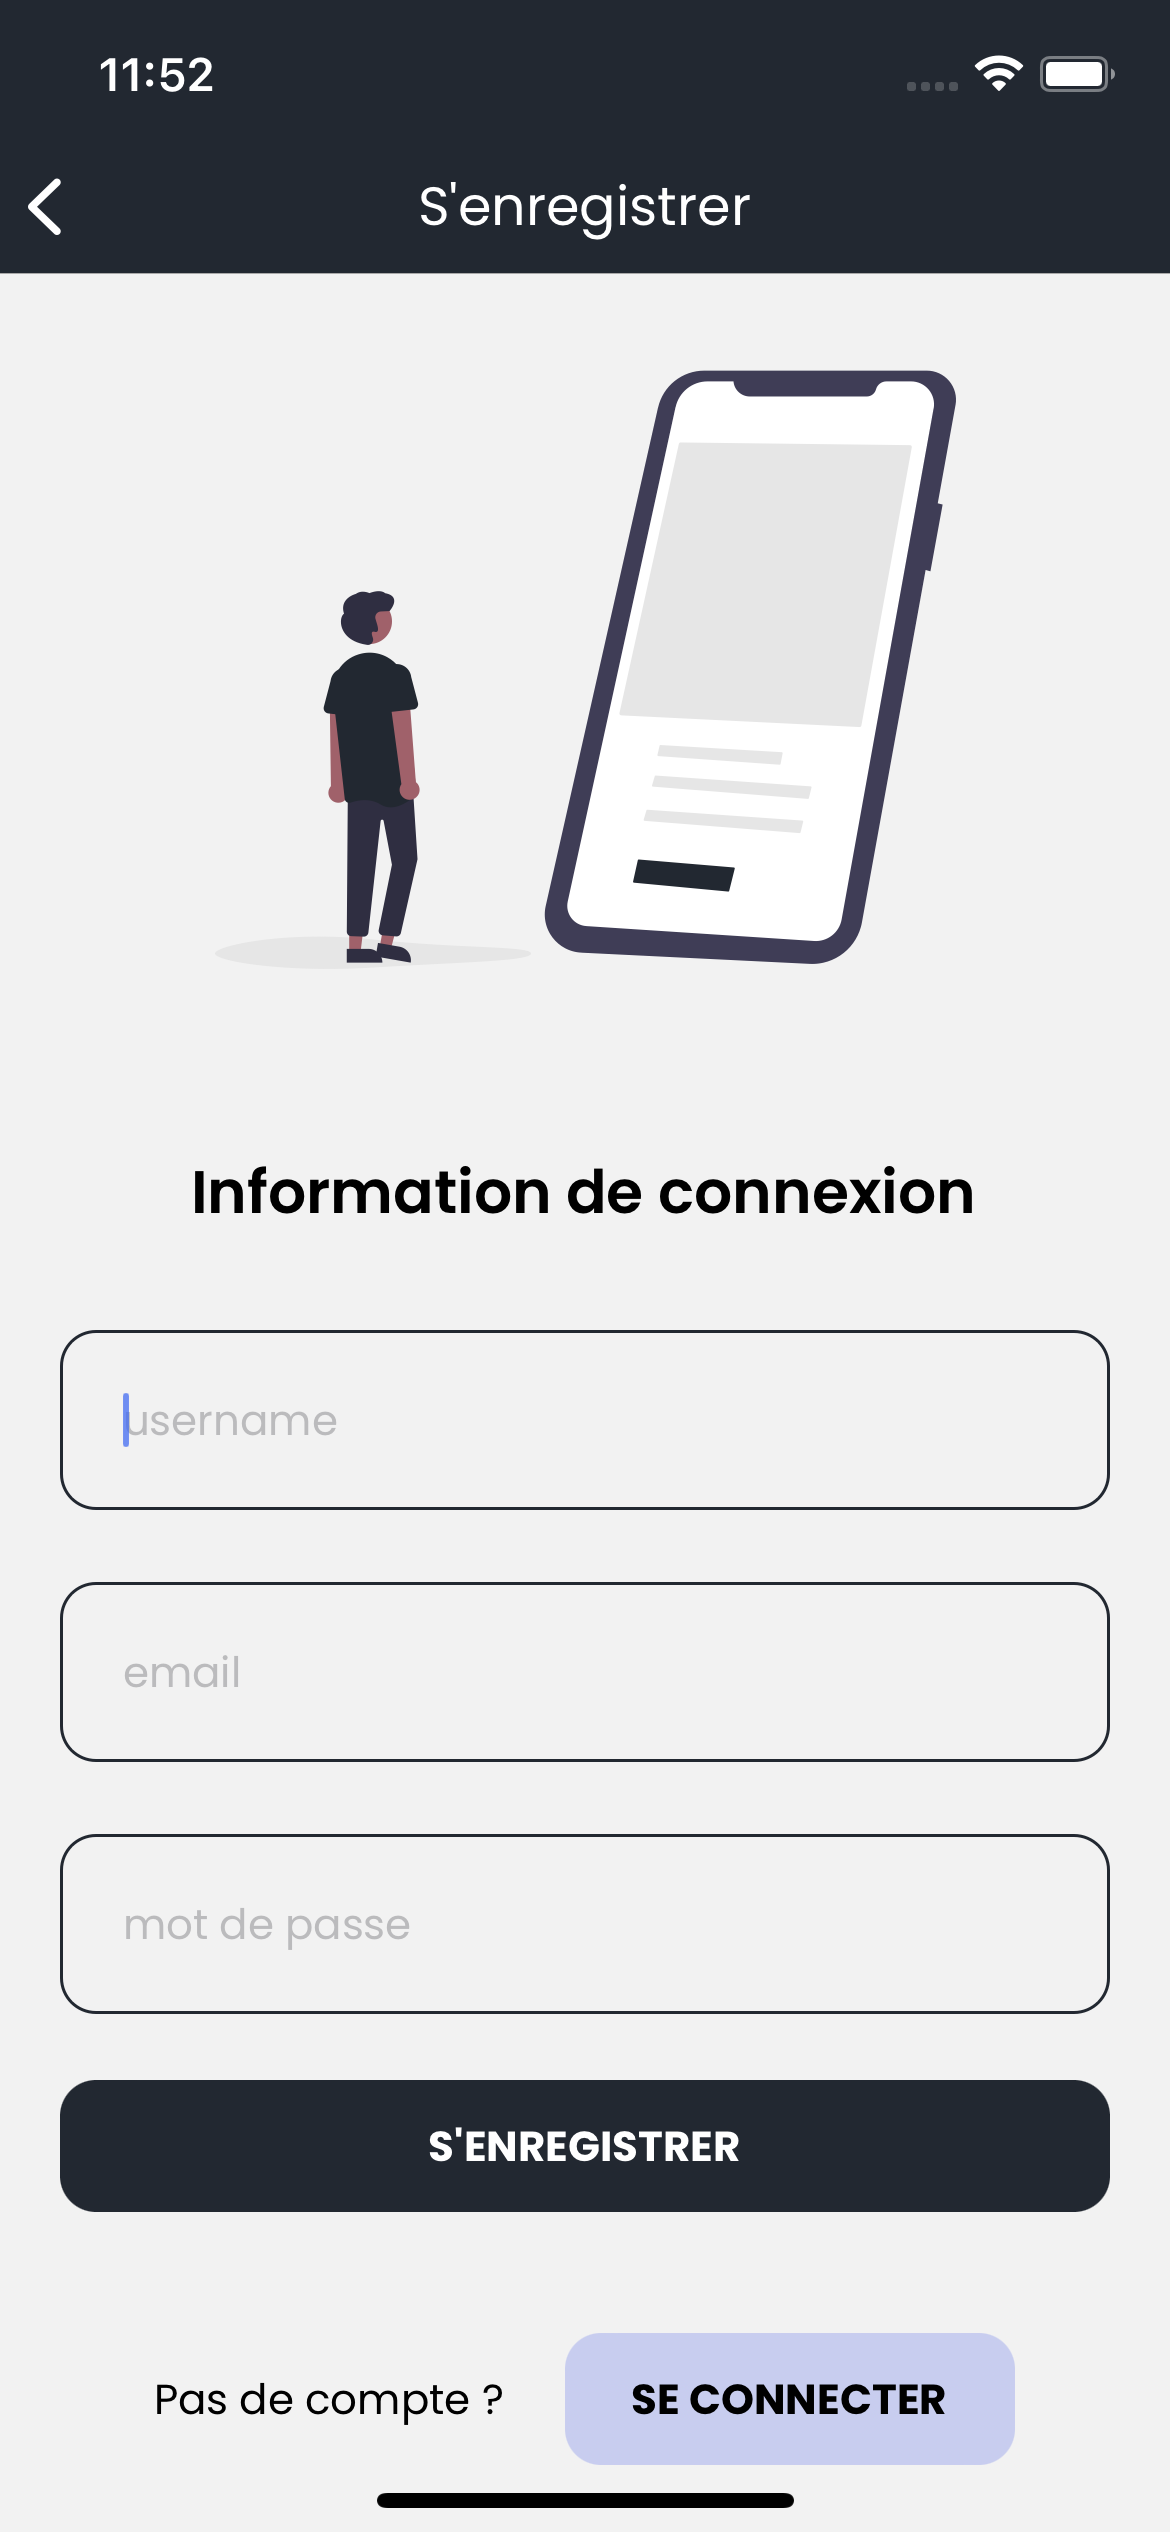 11:52
S'enregistrer
Information de connexion
username
email
mot de passe
S'ENREGISTRER
Pas de compte ?
SE CONNECTER